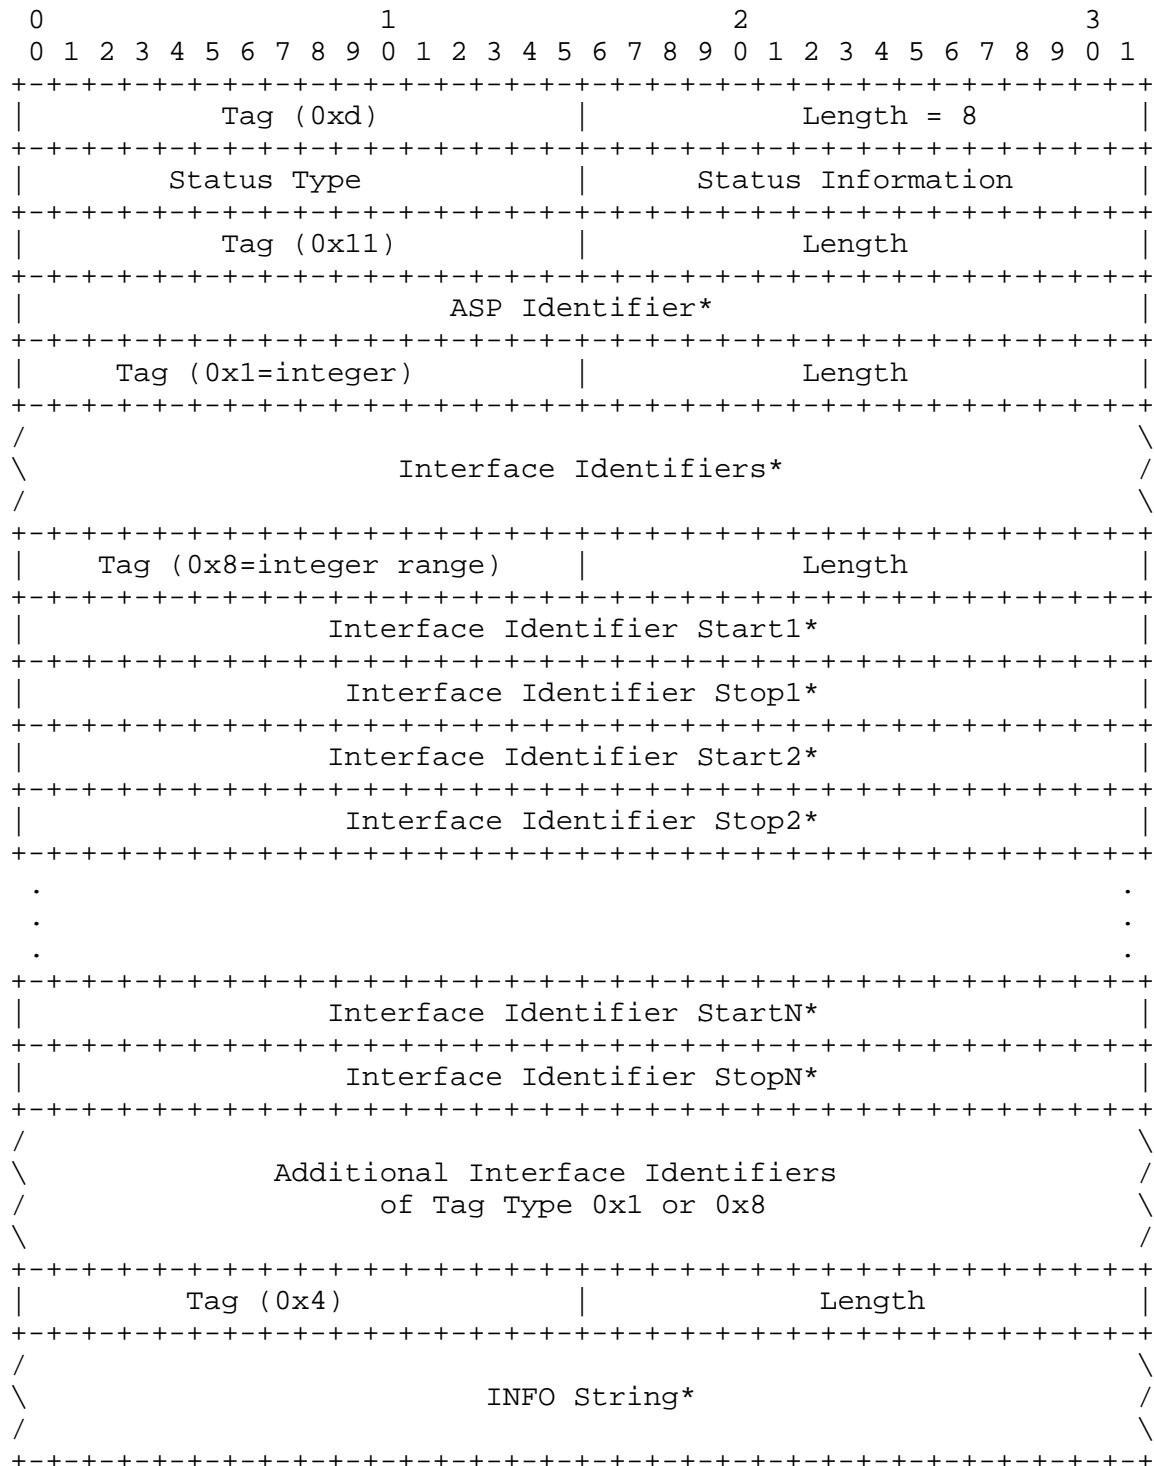 0                   1                   2                   3
 0 1 2 3 4 5 6 7 8 9 0 1 2 3 4 5 6 7 8 9 0 1 2 3 4 5 6 7 8 9 0 1
+-+-+-+-+-+-+-+-+-+-+-+-+-+-+-+-+-+-+-+-+-+-+-+-+-+-+-+-+-+-+-+-+
|           Tag (0xd)           |            Length = 8         |
+-+-+-+-+-+-+-+-+-+-+-+-+-+-+-+-+-+-+-+-+-+-+-+-+-+-+-+-+-+-+-+-+
|        Status Type            |      Status Information       |
+-+-+-+-+-+-+-+-+-+-+-+-+-+-+-+-+-+-+-+-+-+-+-+-+-+-+-+-+-+-+-+-+
|           Tag (0x11)          |            Length             |
+-+-+-+-+-+-+-+-+-+-+-+-+-+-+-+-+-+-+-+-+-+-+-+-+-+-+-+-+-+-+-+-+
|                        ASP Identifier*                        |
+-+-+-+-+-+-+-+-+-+-+-+-+-+-+-+-+-+-+-+-+-+-+-+-+-+-+-+-+-+-+-+-+
|     Tag (0x1=integer)         |            Length             |
+-+-+-+-+-+-+-+-+-+-+-+-+-+-+-+-+-+-+-+-+-+-+-+-+-+-+-+-+-+-+-+-+
/                                                               \
\                     Interface Identifiers*                    /
/                                                               \
+-+-+-+-+-+-+-+-+-+-+-+-+-+-+-+-+-+-+-+-+-+-+-+-+-+-+-+-+-+-+-+-+
|    Tag (0x8=integer range)    |            Length             |
+-+-+-+-+-+-+-+-+-+-+-+-+-+-+-+-+-+-+-+-+-+-+-+-+-+-+-+-+-+-+-+-+
|                 Interface Identifier Start1*                  |
+-+-+-+-+-+-+-+-+-+-+-+-+-+-+-+-+-+-+-+-+-+-+-+-+-+-+-+-+-+-+-+-+
|                  Interface Identifier Stop1*                  |
+-+-+-+-+-+-+-+-+-+-+-+-+-+-+-+-+-+-+-+-+-+-+-+-+-+-+-+-+-+-+-+-+
|                 Interface Identifier Start2*                  |
+-+-+-+-+-+-+-+-+-+-+-+-+-+-+-+-+-+-+-+-+-+-+-+-+-+-+-+-+-+-+-+-+
|                  Interface Identifier Stop2*                  |
+-+-+-+-+-+-+-+-+-+-+-+-+-+-+-+-+-+-+-+-+-+-+-+-+-+-+-+-+-+-+-+-+
 .                                                             .
 .                                                             .
 .                                                             .
+-+-+-+-+-+-+-+-+-+-+-+-+-+-+-+-+-+-+-+-+-+-+-+-+-+-+-+-+-+-+-+-+
|                 Interface Identifier StartN*                  |
+-+-+-+-+-+-+-+-+-+-+-+-+-+-+-+-+-+-+-+-+-+-+-+-+-+-+-+-+-+-+-+-+
|                  Interface Identifier StopN*                  |
+-+-+-+-+-+-+-+-+-+-+-+-+-+-+-+-+-+-+-+-+-+-+-+-+-+-+-+-+-+-+-+-+
/                                                               \
\              Additional Interface Identifiers                 /
/                    of Tag Type 0x1 or 0x8                     \
\                                                               /
+-+-+-+-+-+-+-+-+-+-+-+-+-+-+-+-+-+-+-+-+-+-+-+-+-+-+-+-+-+-+-+-+
|         Tag (0x4)             |             Length            |
+-+-+-+-+-+-+-+-+-+-+-+-+-+-+-+-+-+-+-+-+-+-+-+-+-+-+-+-+-+-+-+-+
/                                                               \
\                          INFO String*                         /
/                                                               \
+-+-+-+-+-+-+-+-+-+-+-+-+-+-+-+-+-+-+-+-+-+-+-+-+-+-+-+-+-+-+-+-+